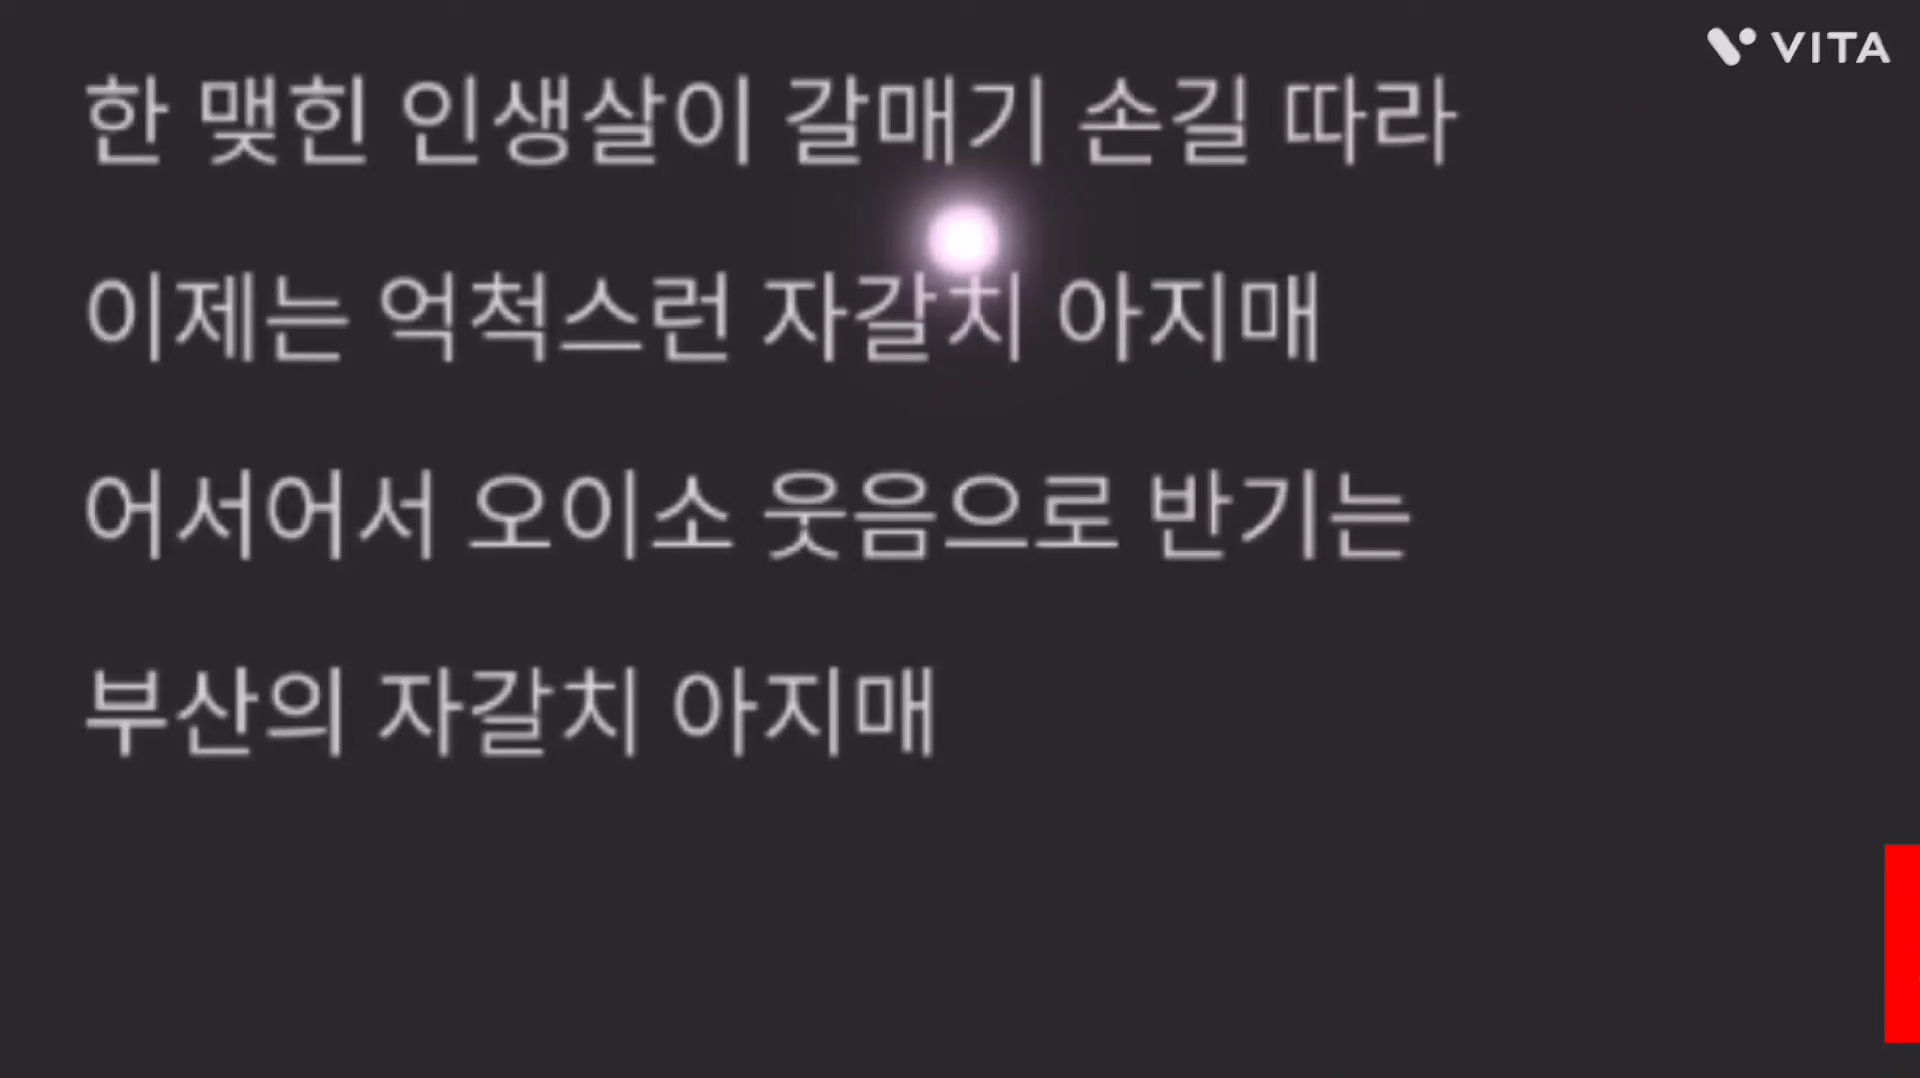 VITA
한 맺힌 인생살이 갈매기 손길 따라
이제는 억척스런 자갈치 아지매
어서어서 오이소 웃음으로 반기는
부산의 자갈치 아지매